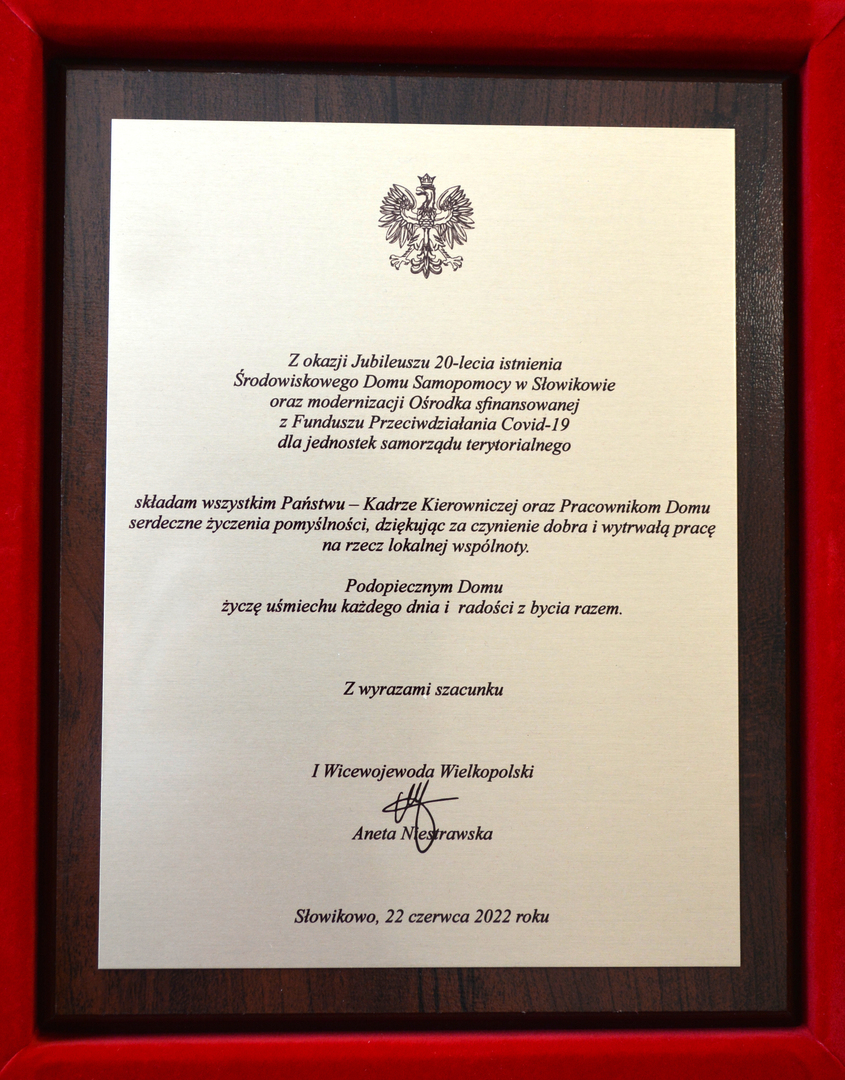 Z okazji Jubileuszu 20-lecia istnienia
Środowiskowego Domu Samopomocy w Słowikowie
oraz modernizacji Ośrodka sfinansowanej
z Funduszu Przeciwdziałania Covid-19
dla jednostek samorządu terytorialnego
składam wszystkim Państwu – Kadrze Kierowniczej oraz Pracownikom Domu
serdeczne życzenia pomyślności, dziękując za czynienie dobra i wytrwałą pracę
na rzecz lokalnej wspólnoty.
Podopiecznym Domu
życzę uśmiechu każdego dnia i  radości z bycia razem.
Z wyrazami szacunku
I Wicewojewoda Wielkopolski
Aneta Niestrawska
Słowikowo, 22 czerwca 2022 roku